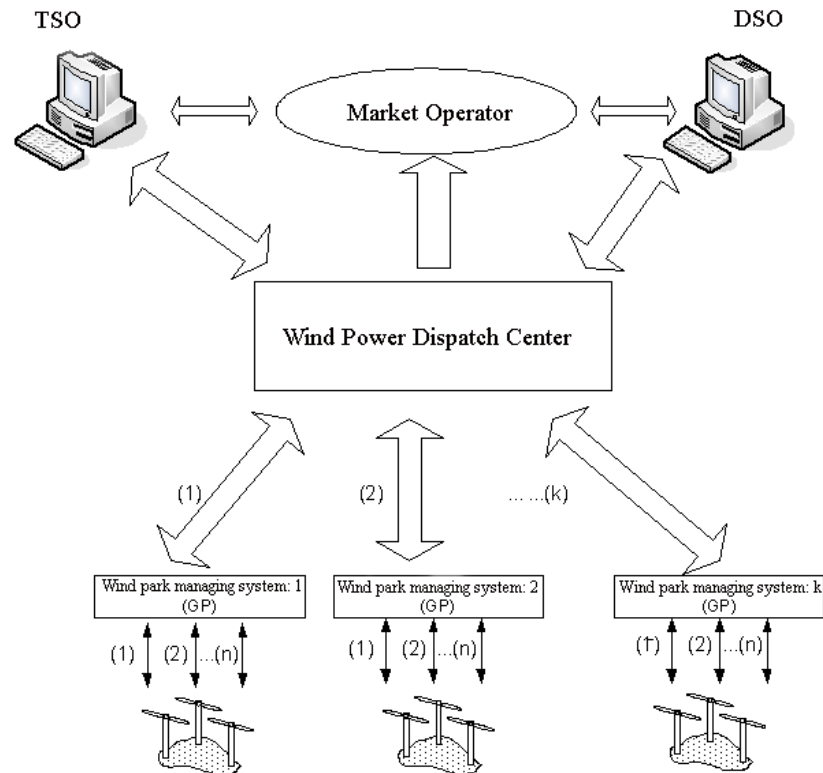 TSO
DSO
Market Operator
Wind Power Dispatch Center
(1)
(2)
... ...(k)
Wind park managing system: 1
(GP)
Wind park managing system: 2
(GP)
Wind park managing system: k
(GP)
(1) (2) ...(n)
(1) (2) ...(n)
(2) ...(n)